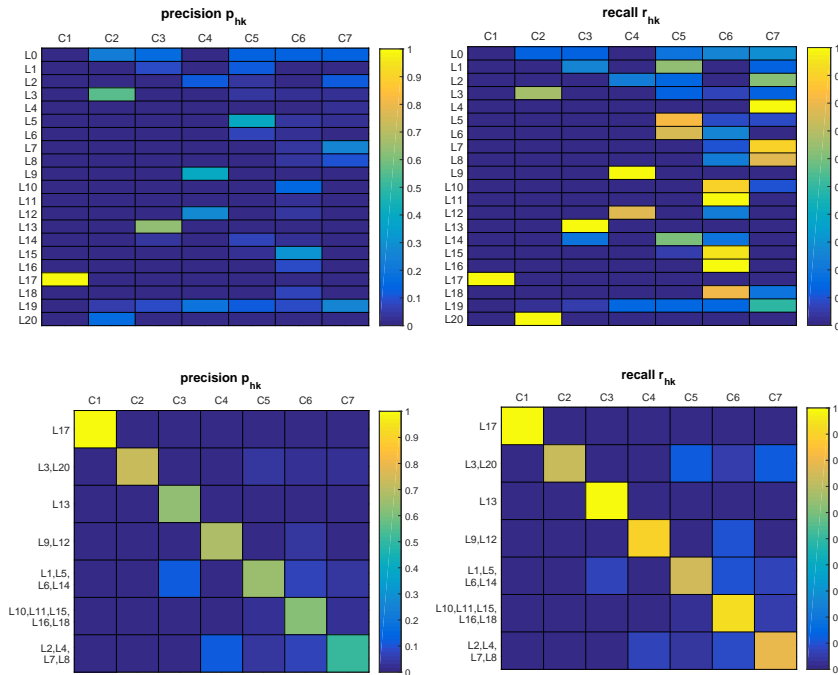 precision p_hk
C1 C2 C3 C4 C5 C6 C7
L0
L1
L2
L3
L4
L5
L6
L7
L8
L9
L10
L11
L12
L13
L14
L15
L16
L17
L18
L19
L20
1
0.9
0.8
0.7
0.6
0.5
0.4
0.3
0.2
0.1
0
recall r_hk
C1 C2 C3 C4 C5 C6 C7
L0
L1
L2
L3
L4
L5
L6
L7
L8
L9
L10
L11
L12
L13
L14
L15
L16
L17
L18
L19
L20
precision p_hk
C1 C2 C3 C4 C5 C6 C7
L17
L3,L20
L13
L9,L12
L1,L5,
L6,L14
L10,L11,L15,
L16,L18
L2,L4,
L7,L8
1
0.9
0.8
0.7
0.6
0.5
0.4
0.3
0.2
0.1
0
recall r_hk
C1 C2 C3 C4 C5 C6 C7
L17
L3,L20
L13
L9,L12
L1,L5,
L6,L14
L10,L11,L15,
L16,L18
L2,L4,
L7,L8